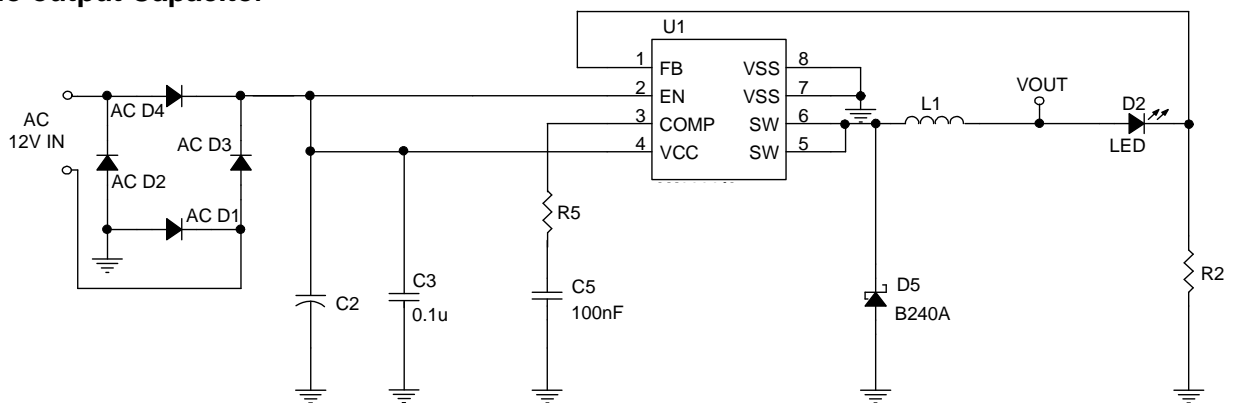 U1
1 FB VSS 8
2 EN VSS 7
3 COMP SW 6
4 VCC SW 5
AC
12V IN
AC D4
AC D3
AC D2
AC D1
L1
VOUT
D2
LED
R5
C2
C3
0.1u
C5
100nF
D5
B240A
R2